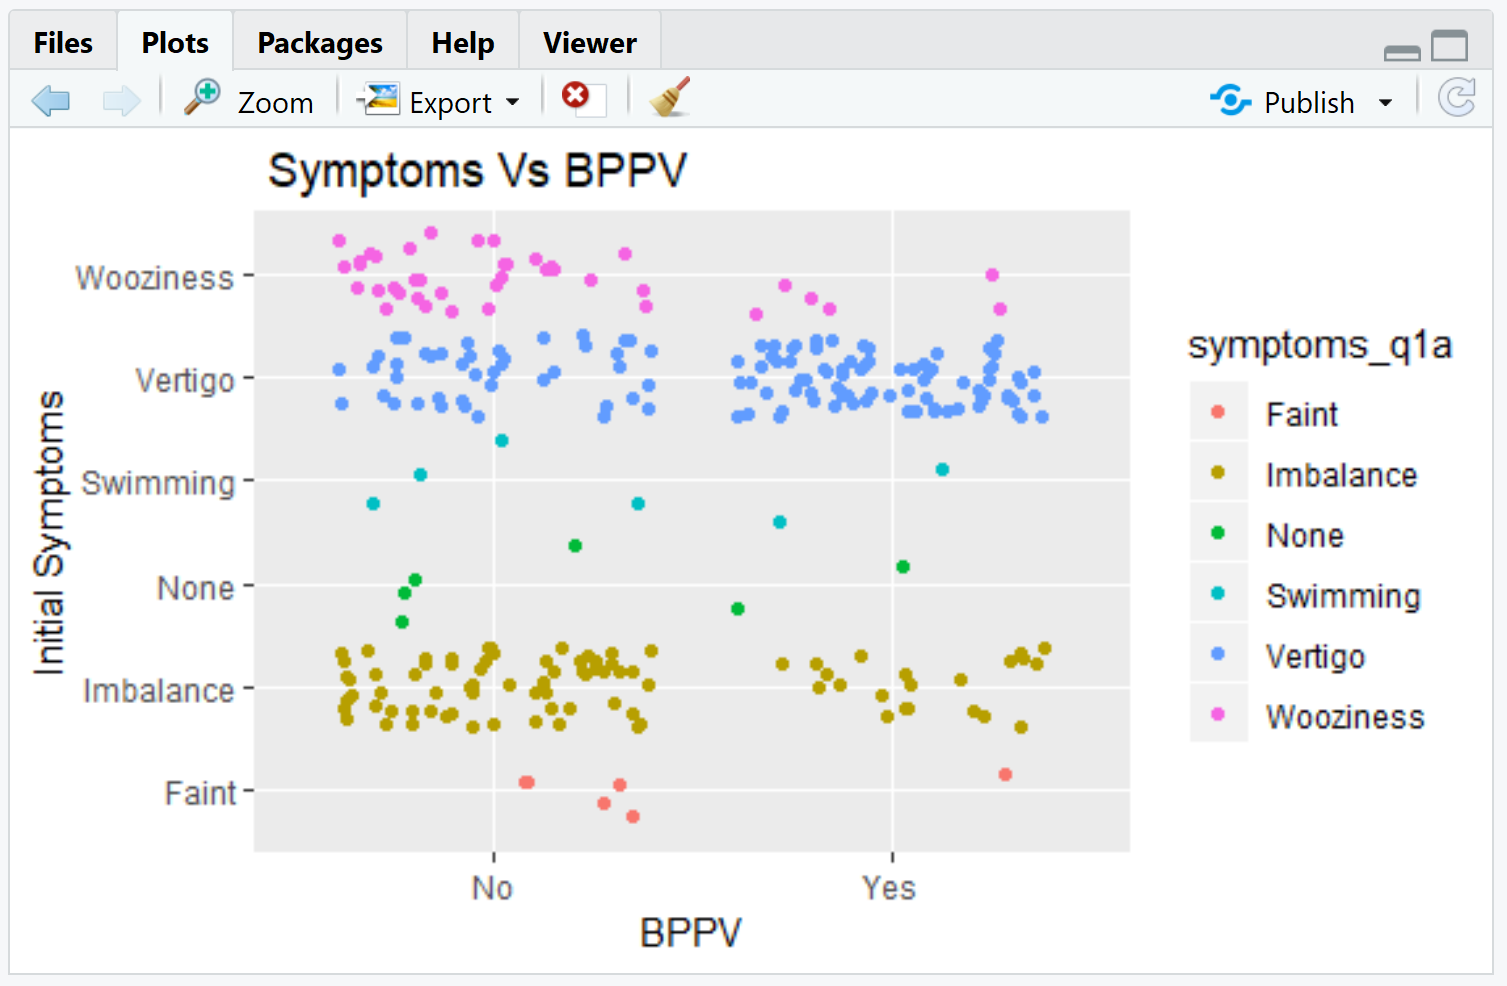 Files Plots Packages Help Viewer
Zoom Export Publish
Symptoms Vs BPPV
Initial Symptoms
Wooziness
Vertigo
Swimming
None
Imbalance
Faint
No Yes
BPPV
symptoms_q1a
Faint
Imbalance
None
Swimming
Vertigo
Wooziness